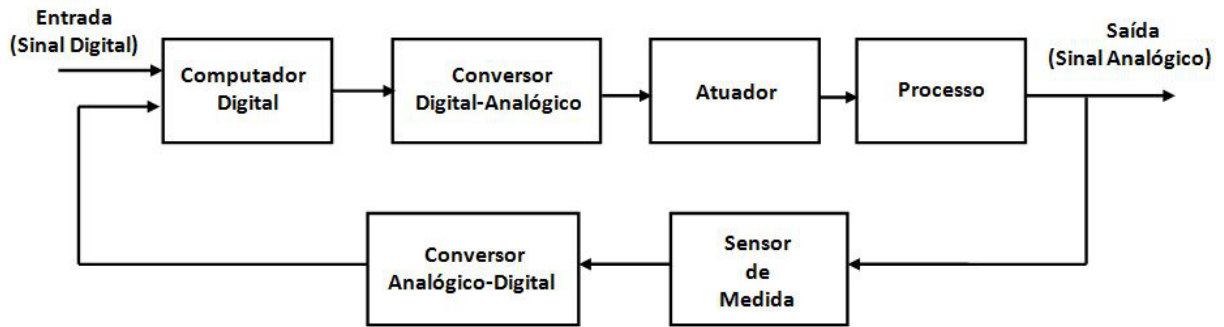 Entrada
(Sinal Digital)
Computador
Digital
Conversor
Digital-Analógico
Atuador
Processo
Saída
(Sinal Analógico)
Conversor
Analógico-Digital
Sensor
de
Medida